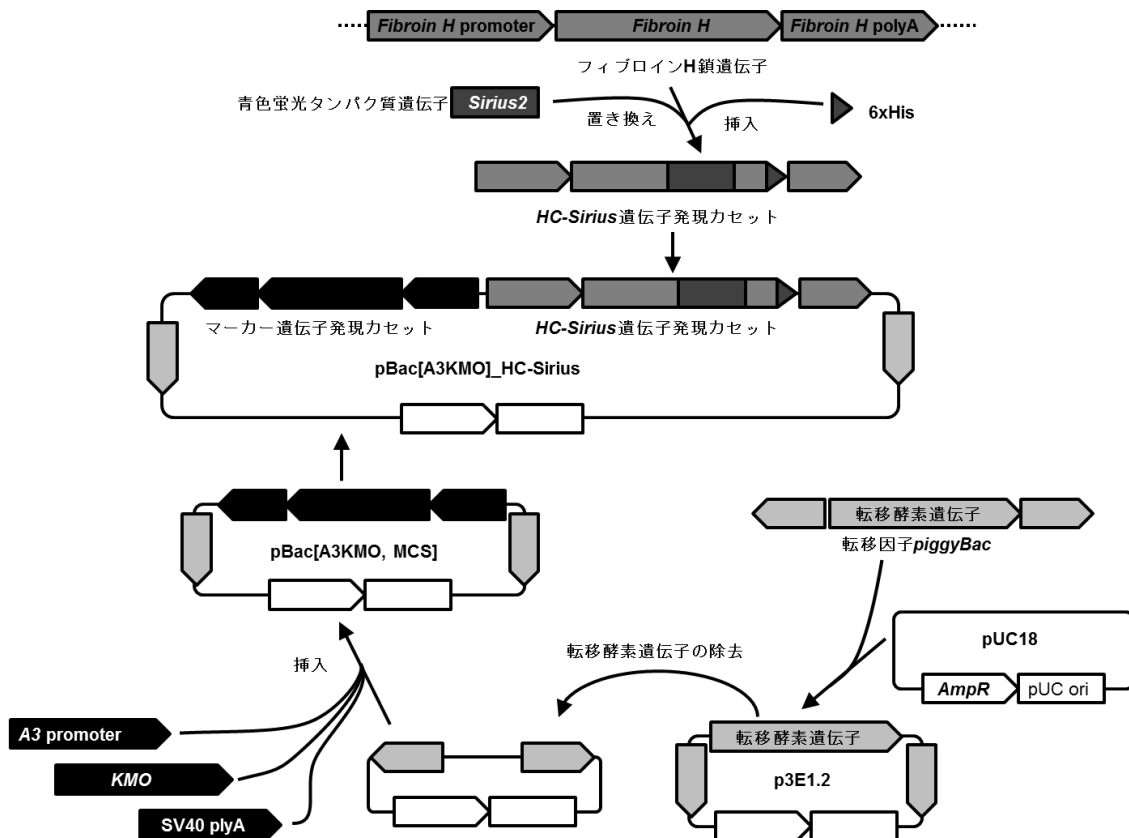 Fibroin H promoter
Fibroin H
Fibroin H polyA
フィブロインH鎖遺伝子
青色蛍光タンパク質遺伝子
Sirius2
置き換え
挿入
6xHis
HC-Sirius遺伝子発現カセット
マーカー遺伝子発現カセット
HC-Sirius遺伝子発現カセット
pBac[A3KMO]_HC-Sirius
pBac[A3KMO, MCS]
転移酵素遺伝子
転移因子piggyBac
pUC18
AmpR
pUC ori
転移酵素遺伝子の除去
挿入
転移酵素遺伝子
p3E1.2
A3 promoter
KMO
SV40 plyA